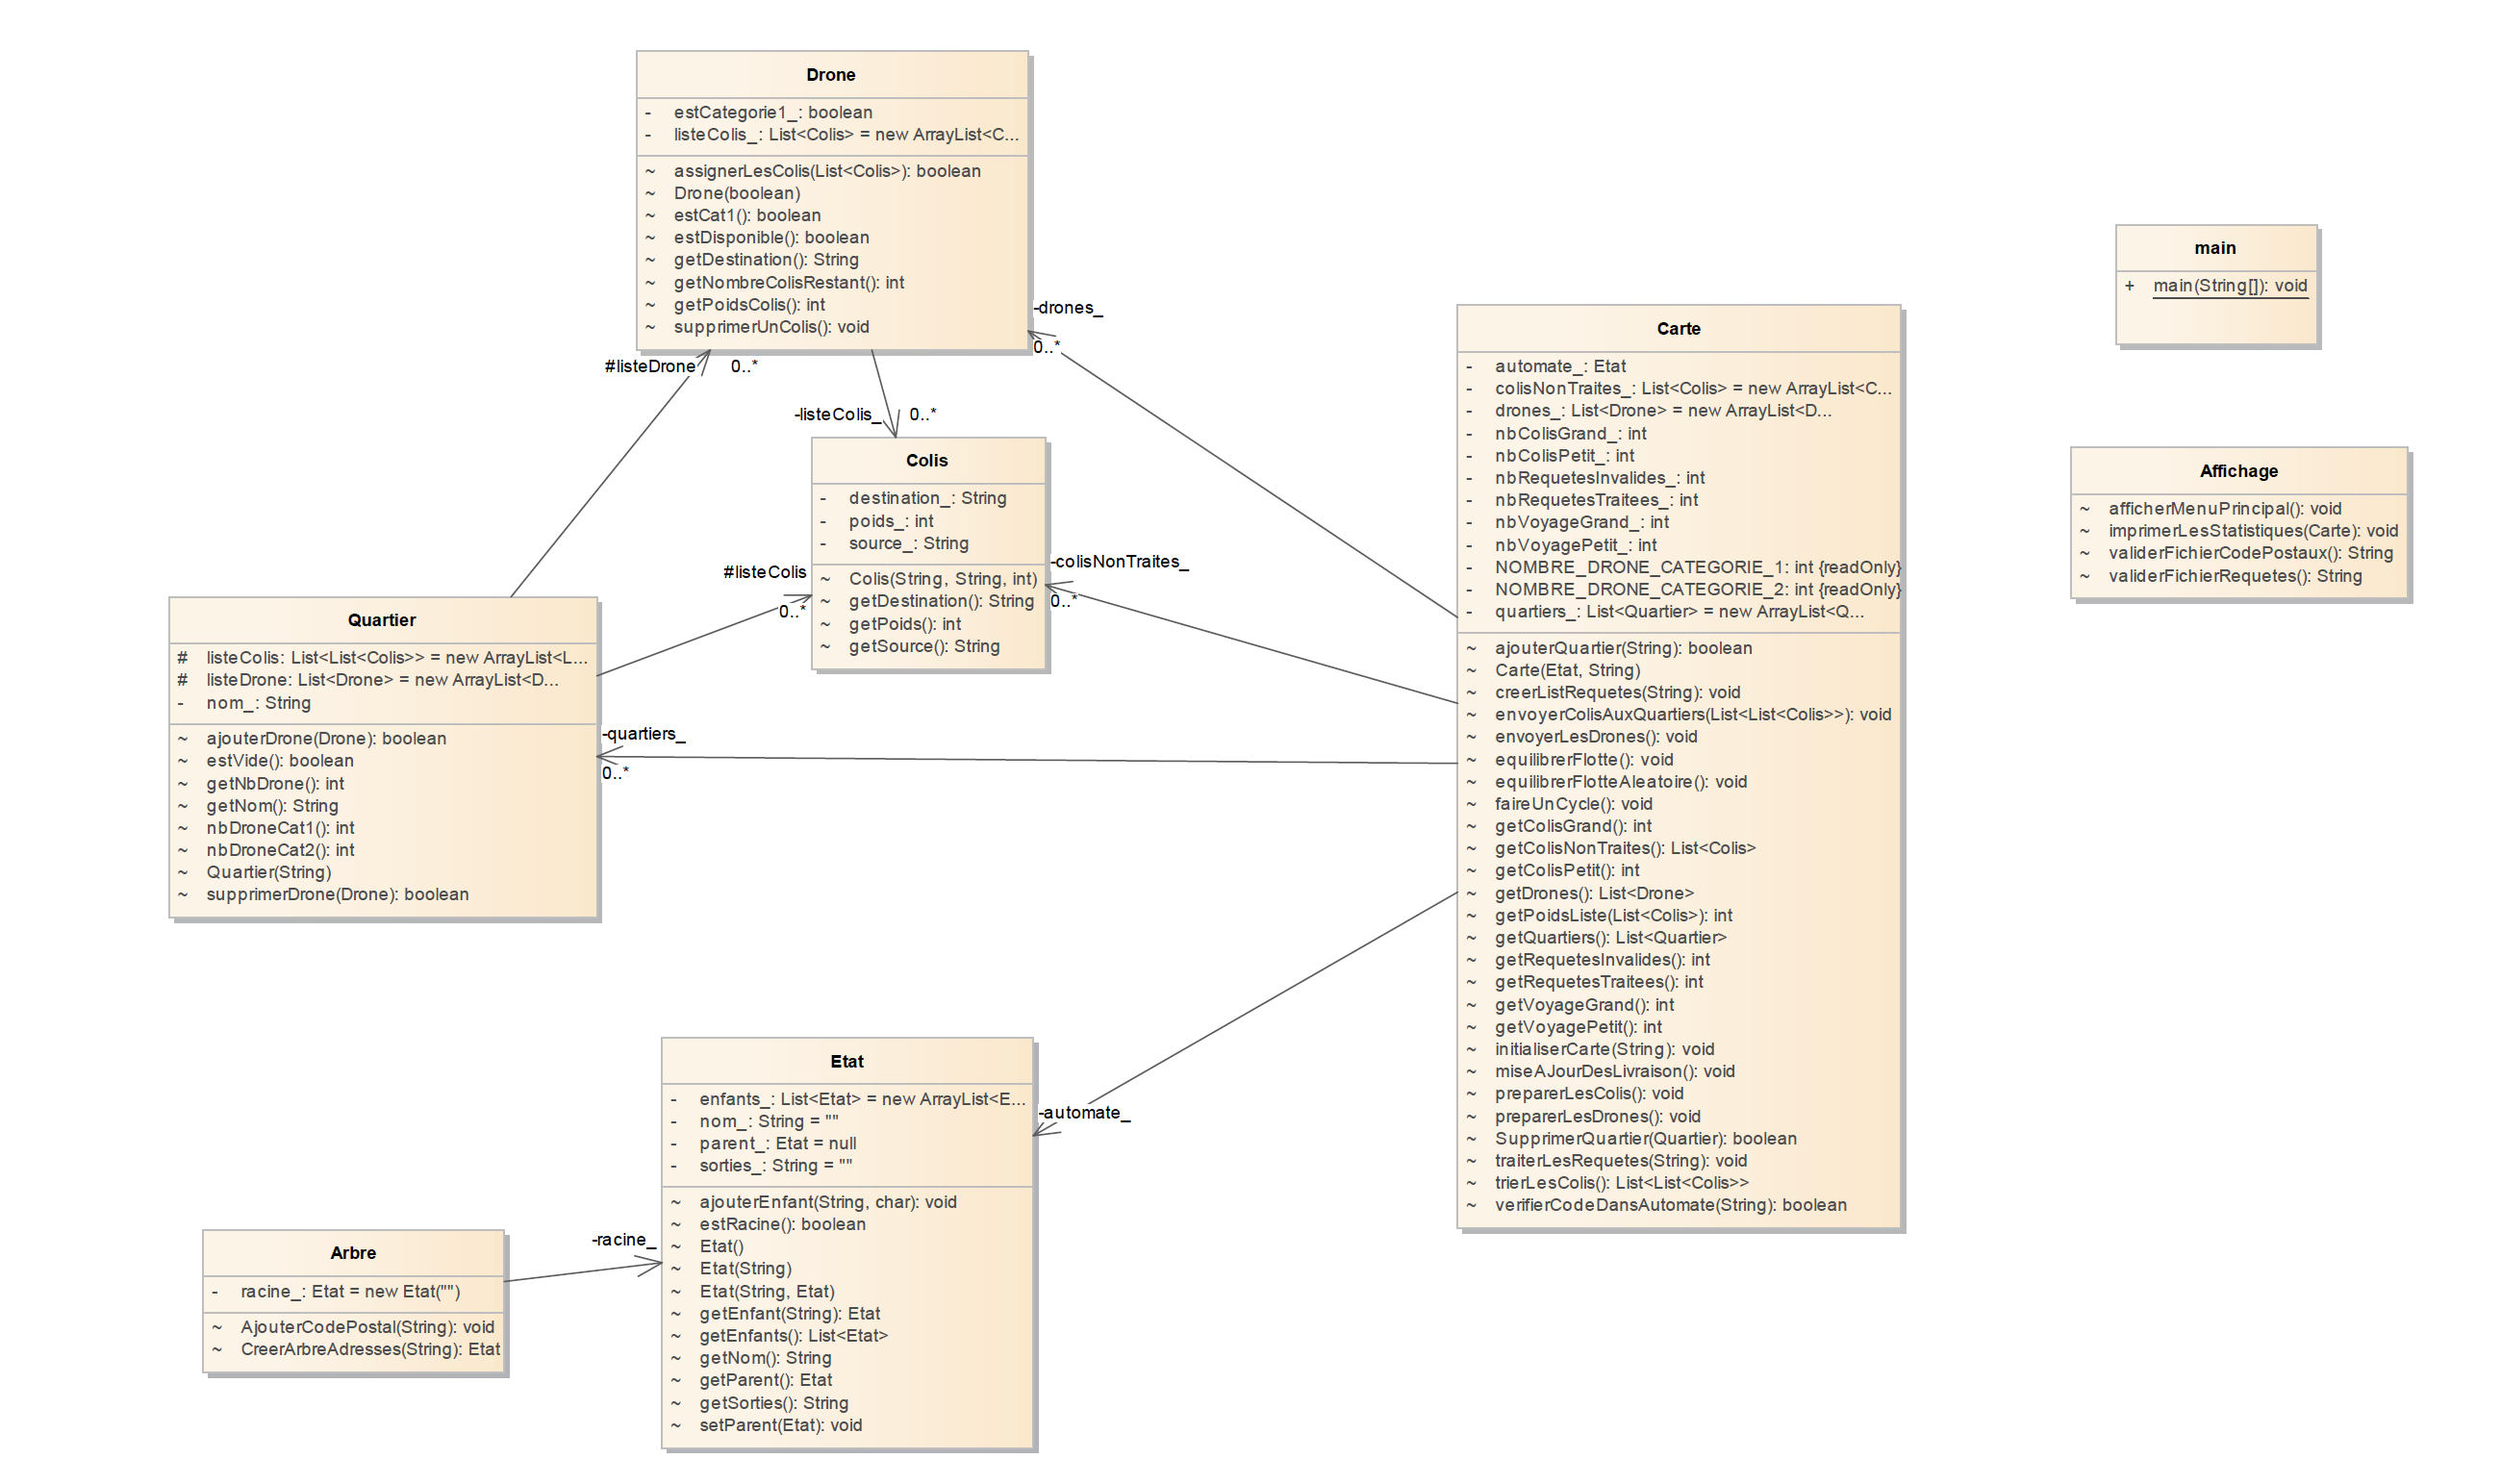 Drone
- estCategorie1_: boolean
- listeColis_: List<Colis> = new ArrayList<C...
~ assignerLesColis(List<Colis>): boolean
~ Drone(boolean)
~ estCat1(): boolean
~ estDisponible(): boolean
~ getDestination(): String
~ getNombreColisRestant(): int
~ getPoidsColis(): int
~ supprimerUnColis(): void
#listeDrone
0..*
-drones_
0..*
-listeColis_
0..*
Colis
- destination_: String
- poids_: int
- source_: String
~ Colis(String, String, int)
~ getDestination(): String
~ getPoids(): int
~ getSource(): String
#listeColis
0..*
-colisNonTraites_
0..*
Quartier
# listeColis: List<List<Colis>> = new ArrayList<L...
# listeDrone: List<Drone> = new ArrayList<D...
- nom_: String
~ ajouterDrone(Drone): boolean
~ estVide(): boolean
~ getNbDrone(): int
~ getNom(): String
~ nbDroneCat1(): int
~ nbDroneCat2(): int
~ Quartier(String)
~ supprimerDrone(Drone): boolean
-quartiers_
0..*
Carte
- automate_: Etat
- colisNonTraites_: List<Colis> = new ArrayList<C...
- drones_: List<Drone> = new ArrayList<D...
- nbColisGrand_: int
- nbColisPetit_: int
- nbRequetesInvalides_: int
- nbRequetesTraitees_: int
- nbVoyageGrand_: int
- nbVoyagePetit_: int
- NOMBRE_DRONE_CATEGORIE_1: int {readOnly}
- NOMBRE_DRONE_CATEGORIE_2: int {readOnly}
- quartiers_: List<Quartier> = new ArrayList<Q...
~ ajouterQuartier(String): boolean
~ Carte(Etat, String)
~ creerListRequetes(String): void
~ envoyerColisAuxQuartiers(List<List<Colis>>): void
~ envoyerLesDrones(): void
~ equilibrerFlotte(): void
~ equilibrerFlotteAleatoire(): void
~ faireUnCycle(): void
~ getColisGrand(): int
~ getColisNonTraites(): List<Colis>
~ getColisPetit(): int
~ getDrones(): List<Drone>
~ getPoidsListe(List<Colis>): int
~ getQuartiers(): List<Quartier>
~ getRequetesInvalides(): int
~ getRequetesTraitees(): int
~ getVoyageGrand(): int
~ getVoyagePetit(): int
~ initialiserCarte(String): void
~ miseAJourDesLivraison(): void
~ preparerLesColis(): void
~ preparerLesDrones(): void
~ SupprimerQuartier(Quartier): boolean
~ traiterLesRequetes(String): void
~ trierLesColis(): List<List<Colis>>
~ verifierCodeDansAutomate(String): boolean
main
+ main(String[]): void
Affichage
~ afficherMenuPrincipal(): void
~ imprimerLesStatistiques(Carte): void
~ validerFichierCodePostaux(): String
~ validerFichierRequetes(): String
Etat
- enfants_: List<Etat> = new ArrayList<E...
- nom_: String = ""
- parent_: Etat = null
- sorties_: String = ""
~ ajouterEnfant(String, char): void
~ estRacine(): boolean
~ Etat()
~ Etat(String)
~ Etat(String, Etat)
~ getEnfant(String): Etat
~ getEnfants(): List<Etat>
~ getNom(): String
~ getParent(): Etat
~ getSorties(): String
~ setParent(Etat): void
-automate_
-racine_
Arbre
- racine_: Etat = new Etat("")
~ AjouterCodePostal(String): void
~ CreerArbreAdresses(String): Etat